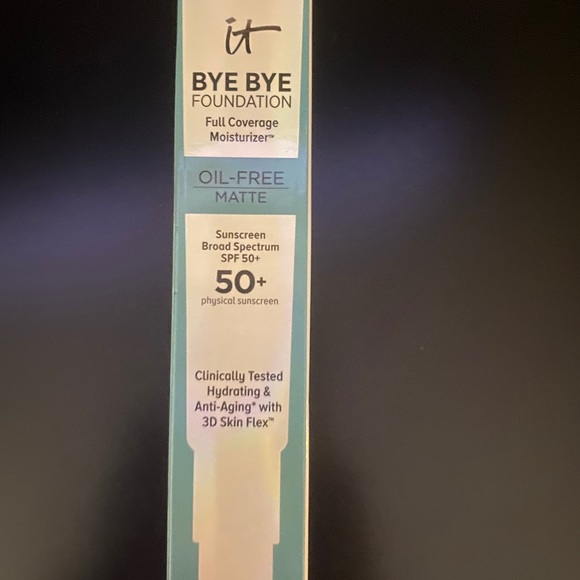 it
BYE BYE
FOUNDATION
Full Coverage
Moisturizer™
OIL-FREE
MATTE
Sunscreen
Broad Spectrum
SPF 50+
50+
physical sunscreen
Clinically Tested
Hydrating &
Anti-Aging* with
3D Skin Flex™